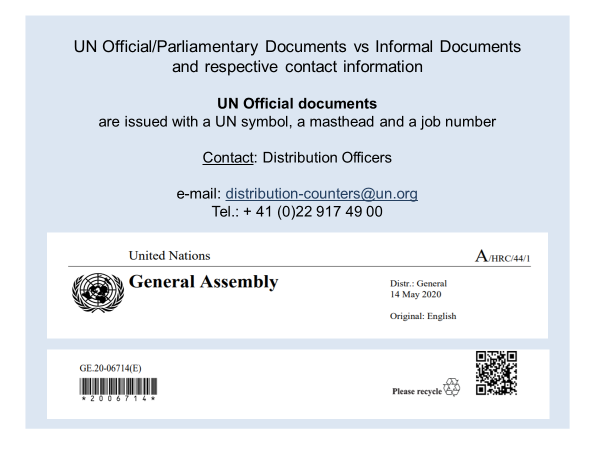 UN Official/Parliamentary Documents vs Informal Documents
and respective contact information
UN Official documents
are issued with a UN symbol, a masthead and a job number
Contact: Distribution Officers
e-mail: distribution-counters@un.org
Tel.: + 41 (0)22 917 49 00
United Nations
A/HRC/44/1
General Assembly
Distr.: General
14 May 2020
Original: English
GE.20-06714(E)
*2006714*
Please recycle